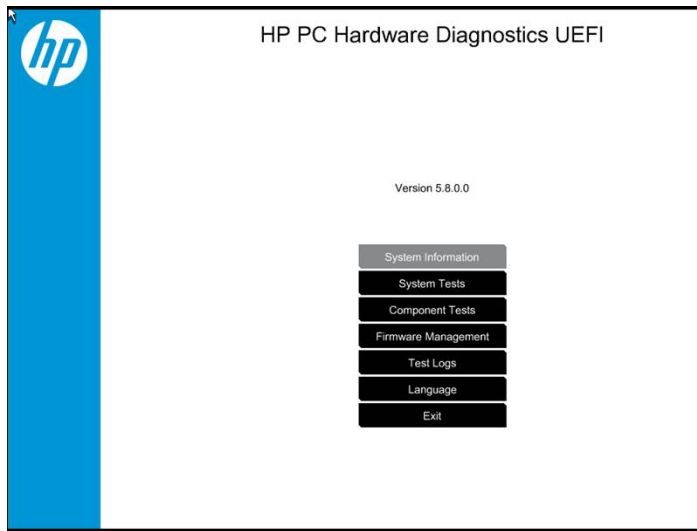 hp
HP PC Hardware Diagnostics UEFI
Version 5.8.0.0
System Information
System Tests
Component Tests
Firmware Management
Test Logs
Language
Exit